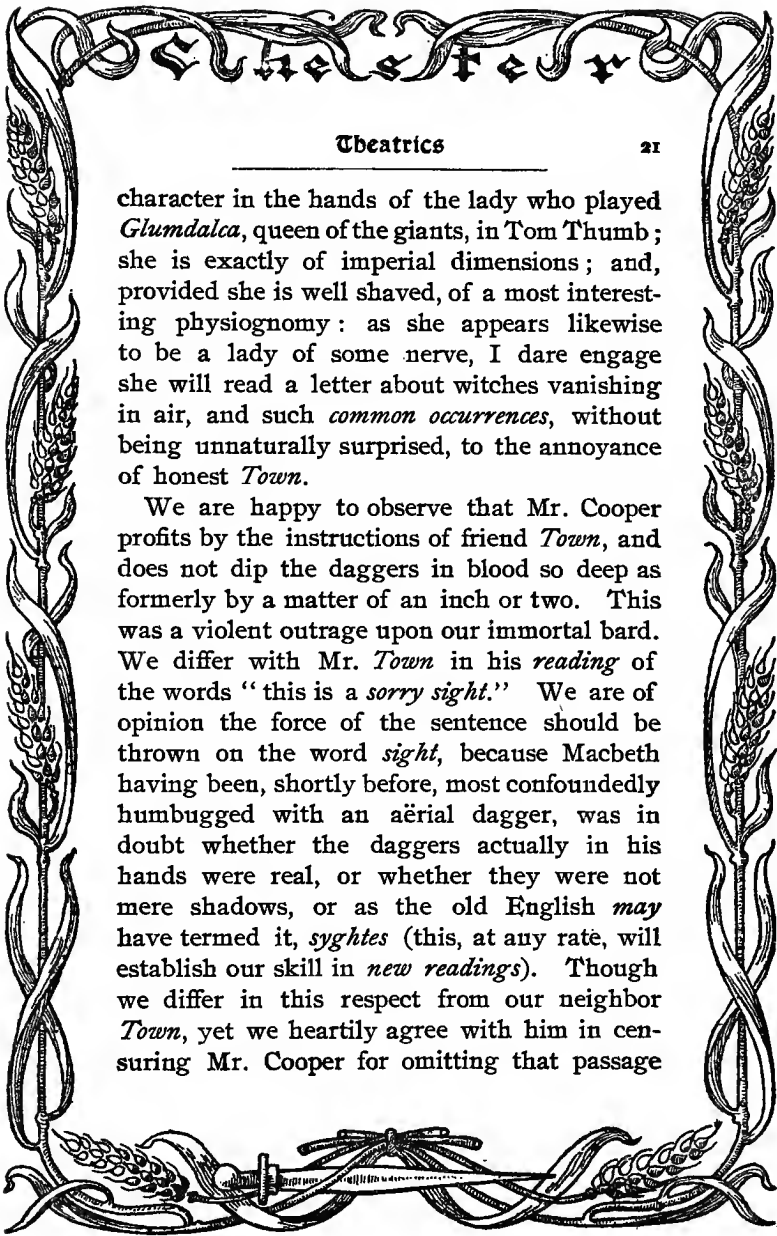 Theatrics 21
character in the hands of the lady who played
Glumdalca, queen of the giants, in Tom Thumb ;
she is exactly of imperial dimensions ; and,
provided she is well shaved, of a most interest-
ing physiognomy : as she appears likewise
to be a lady of some nerve, I dare engage
she will read a letter about witches vanishing
in air, and such common occurrences, without
being unnaturally surprised, to the annoyance
of honest Town.
We are happy to observe that Mr. Cooper
profits by the instructions of friend Town, and
does not dip the daggers in blood so deep as
formerly by a matter of an inch or two. This
was a violent outrage upon our immortal bard.
We differ with Mr. Town in his reading of
the words “ this is a sorry sight.” We are of
opinion the force of the sentence should be
thrown on the word sight, because Macbeth
having been, shortly before, most confoundedly
humbugged with an aërial dagger, was in
doubt whether the daggers actually in his
hands were real, or whether they were not
mere shadows, or as the old English may
have termed it, syghtes (this, at any rate, will
establish our skill in new readings). Though
we differ in this respect from our neighbor
Town, yet we heartily agree with him in cen-
suring Mr. Cooper for omitting that passage